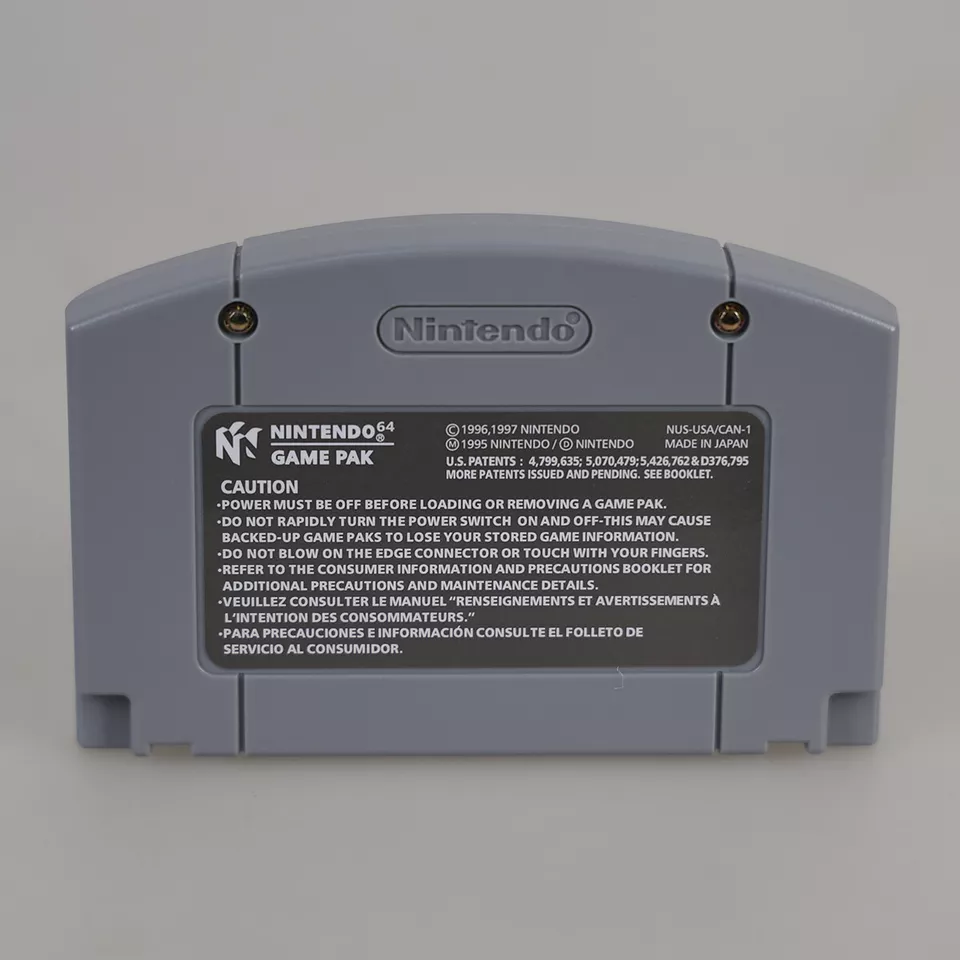 Nintendo®
NINTENDO 64 ®
GAME PAK
© 1996,1997 NINTENDO
Ⓜ 1995 NINTENDO / Ⓓ NINTENDO
NUS-USA/CAN-1
MADE IN JAPAN
U.S. PATENTS : 4,799,635; 5,070,479; 5,426,762 & D376,795
MORE PATENTS ISSUED AND PENDING. SEE BOOKLET.
CAUTION
•POWER MUST BE OFF BEFORE LOADING OR REMOVING A GAME PAK.
•DO NOT RAPIDLY TURN THE POWER SWITCH ON AND OFF-THIS MAY CAUSE
BACKED-UP GAME PAKS TO LOSE YOUR STORED GAME INFORMATION.
•DO NOT BLOW ON THE EDGE CONNECTOR OR TOUCH WITH YOUR FINGERS.
•REFER TO THE CONSUMER INFORMATION AND PRECAUTIONS BOOKLET FOR
ADDITIONAL PRECAUTIONS AND MAINTENANCE DETAILS.
•VEUILLEZ CONSULTER LE MANUEL "RENSEIGNEMENTS ET AVERTISSEMENTS À
L'INTENTION DES CONSOMMATEURS."
•PARA PRECAUCIONES E INFORMACIÓN CONSULTE EL FOLLETO DE
SERVICIO AL CONSUMIDOR.